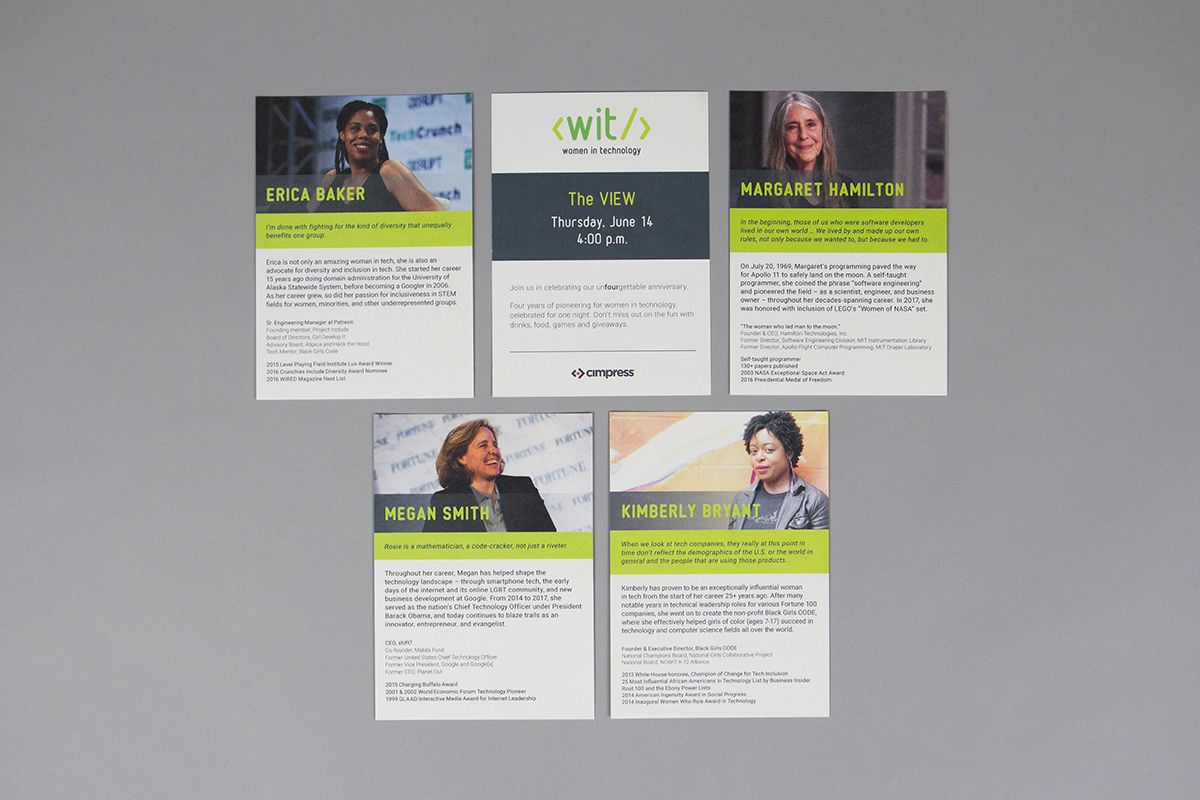 DISRUPT
TechCrunch
DISRUPT
ERICA BAKER
I'm done with fighting for the kind of diversity that unequally
benefits one group.
Erica is not only an amazing woman in tech, she is also an
advocate for diversity and inclusion in tech. She started her career
15 years ago doing domain administration for the University of
Alaska Statewide System, before becoming a Googler in 2006.
As her career grew, so did her passion for inclusiveness in STEM
fields for women, minorities, and other underrepresented groups.
Sr. Engineering Manager at Patreon
Founding member, Project Include
Board of Directors, Girl Develop It
Advisory Board, Atipica and Hack the Hood
Tech Mentor, Black Girls Code
2015 Level Playing Field Institute Lux Award Winner
2016 Crunchies Include Diversity Award Nominee
2016 WIRED Magazine Next List
<wit/>
women in technology
The VIEW
Thursday, June 14
4:00 p.m.
Join us in celebrating our unfourgettable anniversary.
Four years of pioneering for women in technology,
celebrated for one night. Don't miss out on the fun with
drinks, food, games and giveaways.
cimpress
MARGARET HAMILTON
In the beginning, those of us who were software developers
lived in our own world ... We lived by and made up our own
rules, not only because we wanted to, but because we had to.
On July 20, 1969, Margaret's programming paved the way
for Apollo 11 to safely land on the moon. A self-taught
programmer, she coined the phrase "software engineering"
and pioneered the field – as a scientist, engineer, and business
owner – throughout her decades-spanning career. In 2017, she
was honored with inclusion of LEGO's "Women of NASA" set.
"The woman who led man to the moon."
Founder & CEO, Hamilton Technologies, Inc.
Former Director, Software Engineering Division, MIT Instrumentation Library
Former Director, Apollo Flight Computer Programming, MIT Draper Laboratory
Self-taught programmer
130+ papers published
2003 NASA Exceptional Space Act Award
2016 Presidential Medal of Freedom
FORTUNE
FORTUNE
FORTUNE
MEGAN SMITH
Rosie is a mathematician, a code-cracker, not just a riveter.
Throughout her career, Megan has helped shape the
technology landscape – through smartphone tech, the early
days of the internet and its online LGBT community, and new
business development at Google. From 2014 to 2017, she
served as the nation's Chief Technology Officer under President
Barack Obama, and today continues to blaze trails as an
innovator, entrepreneur, and evangelist.
CEO, shift7
Co-founder, Malala Fund
Former United States Chief Technology Officer
Former Vice President, Google and Google[x]
Former CEO, Planet Out
2015 Charging Buffalo Award
2001 & 2002 World Economic Forum Technology Pioneer
1999 GLAAD Interactive Media Award for Internet Leadership
KIMBERLY BRYANT
When we look at tech companies, they really at this point in
time don't reflect the demographics of the U.S. or the world in
general and the people that are using those products.
Kimberly has proven to be an exceptionally influential woman
in tech from the start of her career 25+ years ago. After many
notable years in technical leadership roles for various Fortune 100
companies, she went on to create the non-profit Black Girls CODE,
where she effectively helped girls of color (ages 7-17) succeed in
technology and computer science fields all over the world.
Founder & Executive Director, Black Girls CODE
National Champions Board, National Girls Collaborative Project
National Board, NCWIT K-12 Alliance
2013 White House honoree, Champion of Change for Tech Inclusion
25 Most Influential African-Americans in Technology List by Business Insider
Root 100 and the Ebony Power Lists
2014 American Ingenuity Award in Social Progress
2014 Inaugural Women Who Rule Award in Technology